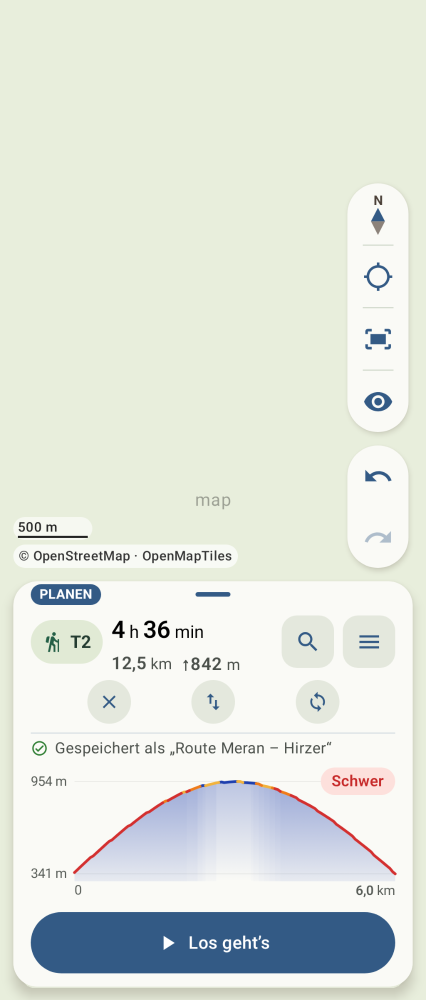 N
map
500 m
© OpenStreetMap · OpenMapTiles
PLANEN
T2
4 h 36 min
12,5 km ↑842 m
Gespeichert als „Route Meran – Hirzer“
954 m
Schwer
341 m
0
6,0 km
Los geht’s